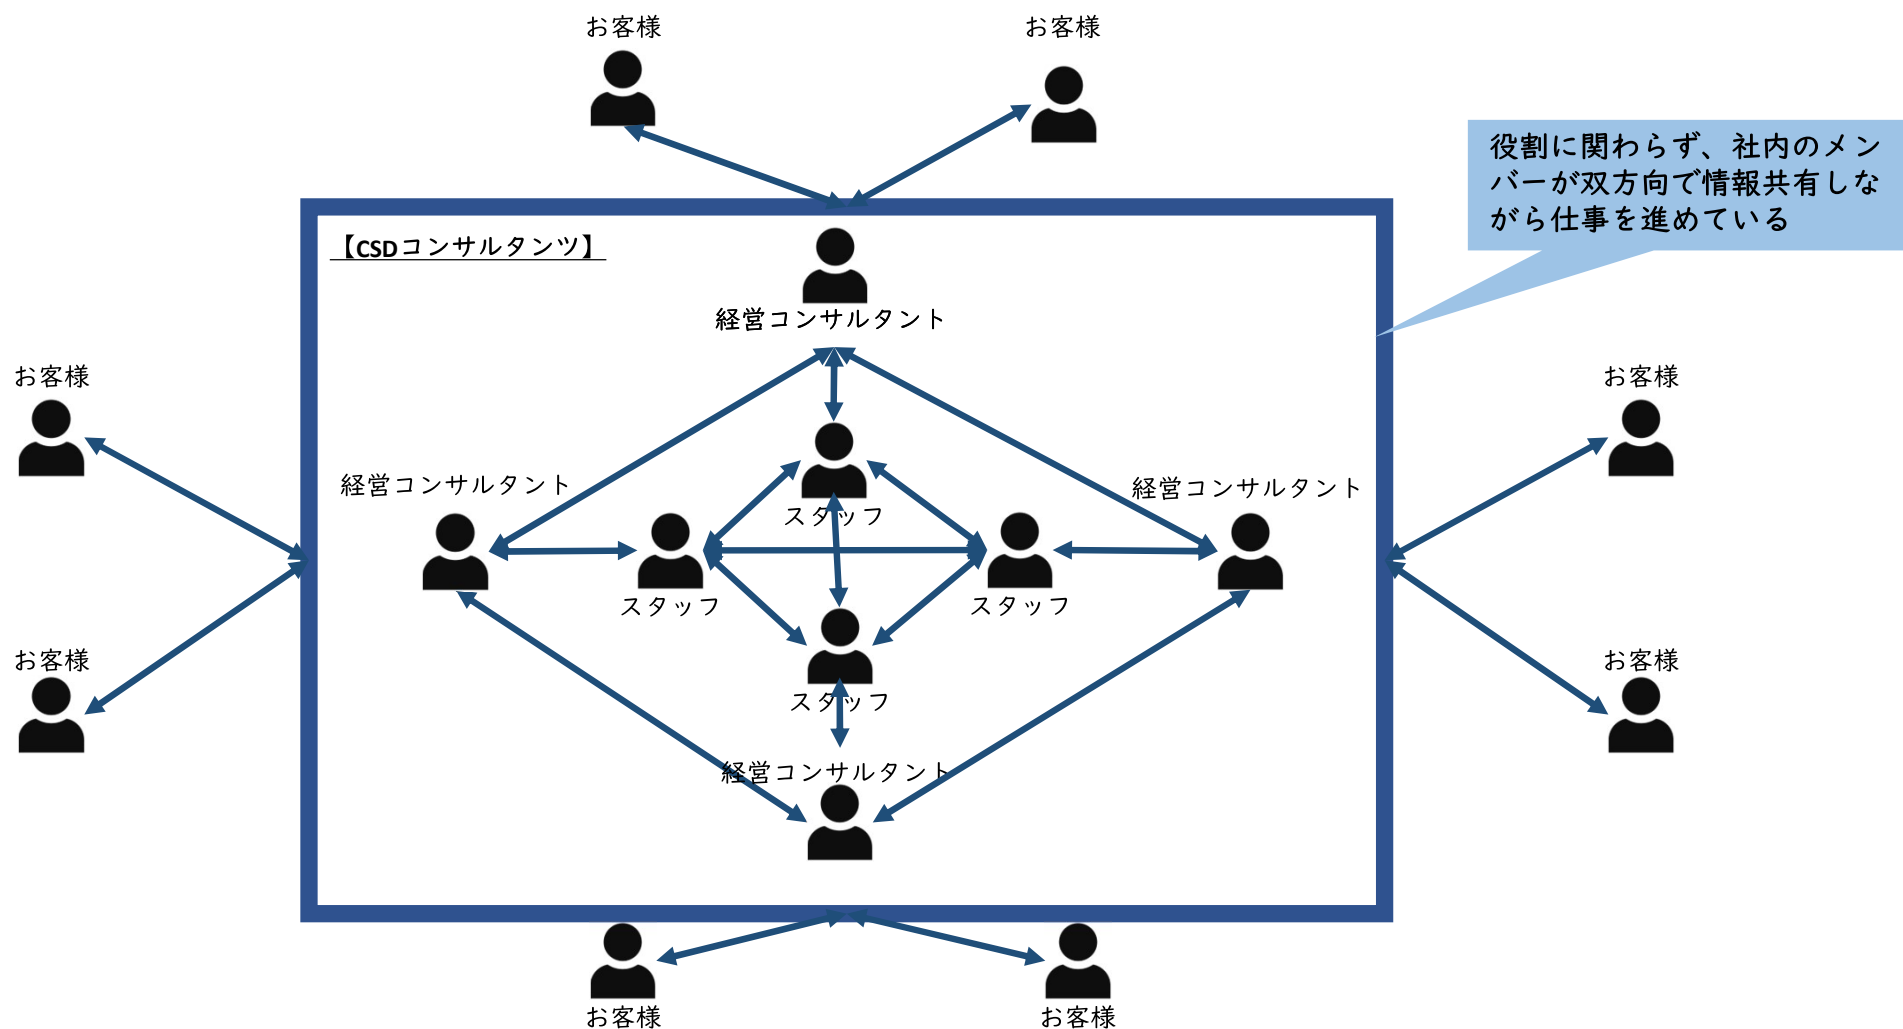 お客様
お客様
役割に関わらず、社内のメン
バーが双方向で情報共有しな
がら仕事を進めている
【CSDコンサルタンツ】
経営コンサルタント
お客様
お客様
経営コンサルタント
経営コンサルタント
スタッフ
スタッフ
スタッフ
お客様
お客様
スタッフ
経営コンサルタント
お客様
お客様